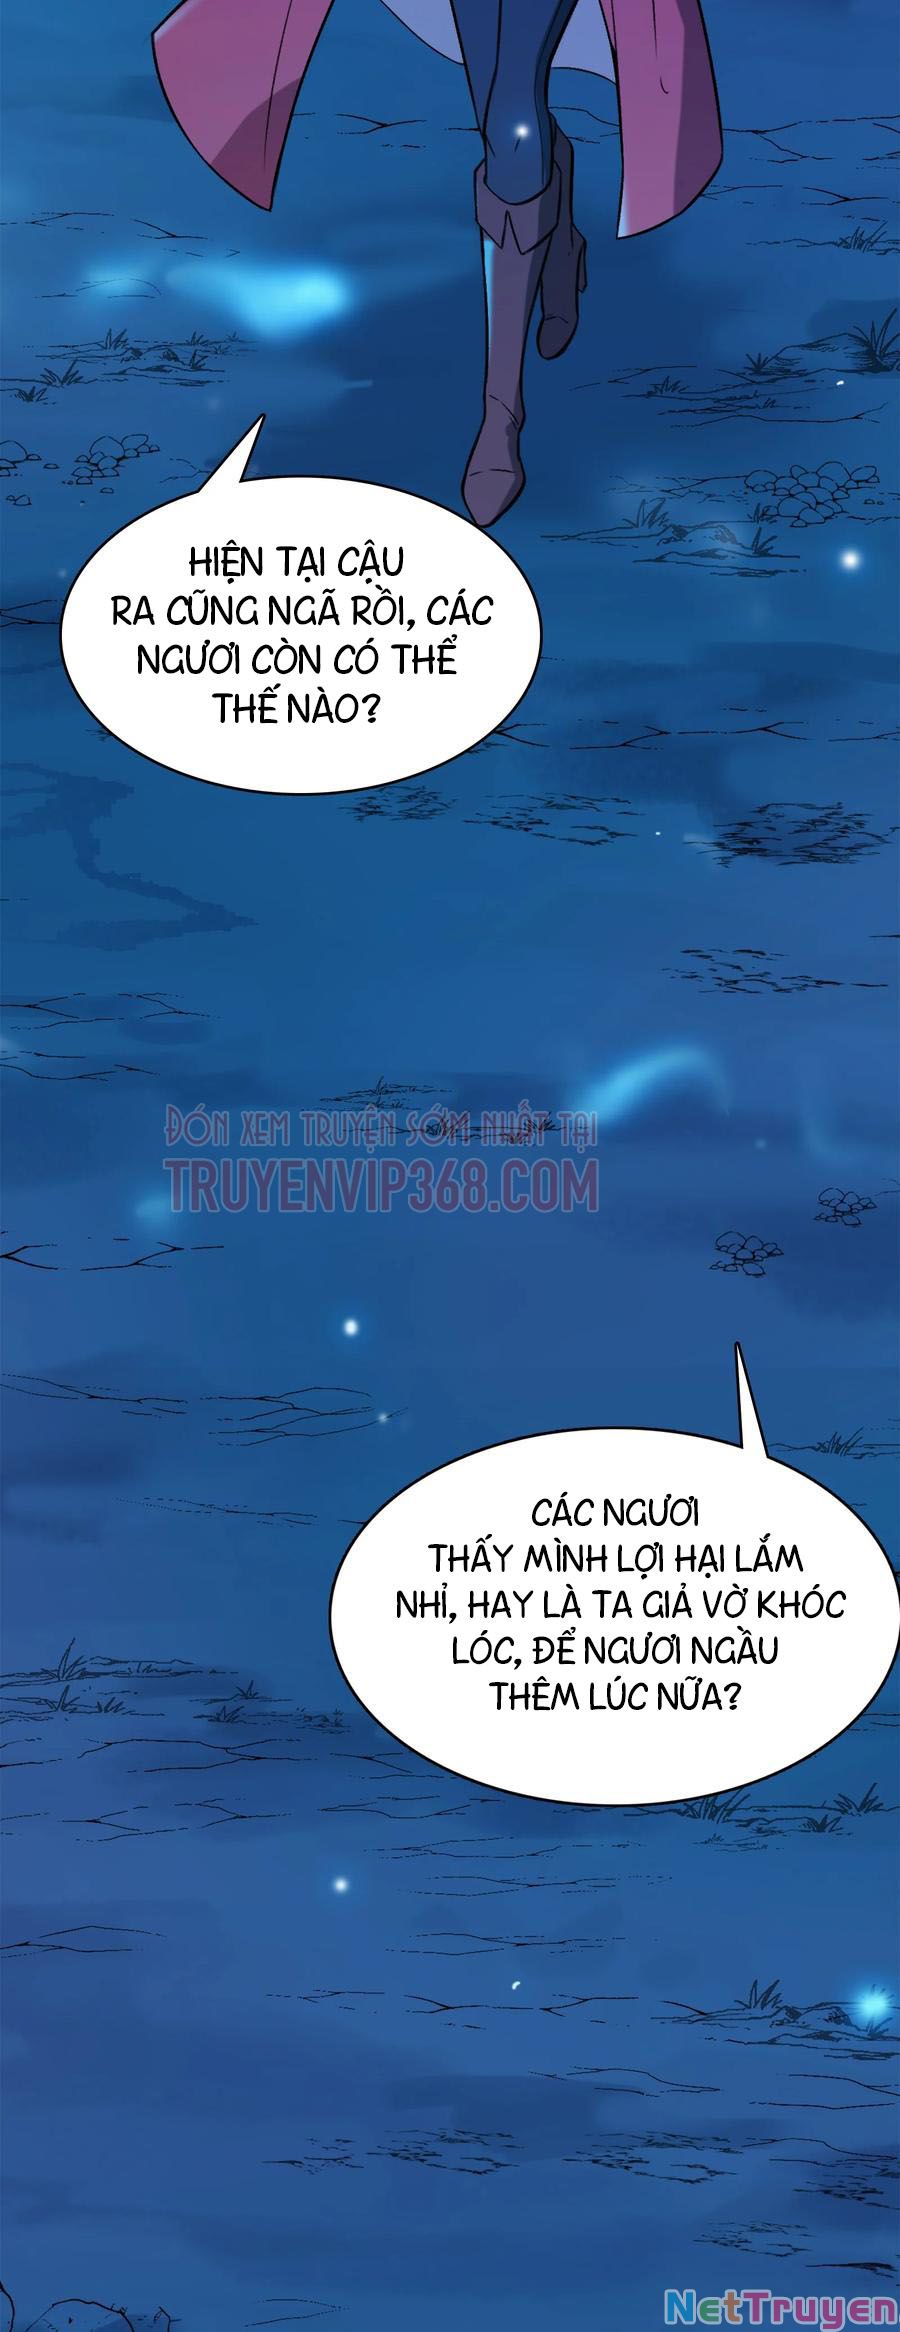 HIỆN TẠI CẬU
RA CŨNG NGÃ RỒI, CÁC
NGƯƠI CÒN CÓ THỂ
THẾ NÀO?
ĐÓN XEM TRUYỆN SỚM NHẤT TẠI
TRUYENVIP368.COM
CÁC NGƯƠI
THẤY MÌNH LỢI HẠI LẮM
NHỈ, HAY LÀ TA GIẢ VỜ KHÓC
LÓC, ĐỂ NGƯƠI NGẦU
THÊM LÚC NỮA?
NetTruyen